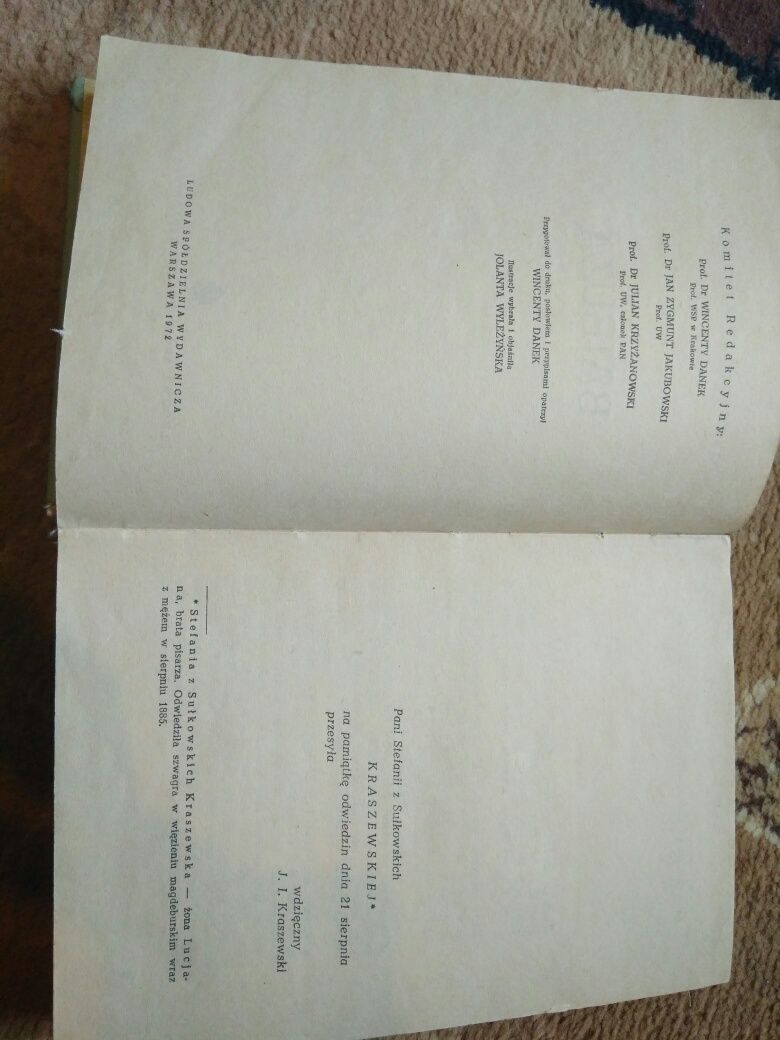 Komitet Redakcyjny:
Prof. Dr WINCENTY DANEK
Prof. WSP w Krakowie
Prof. Dr JAN ZYGMUNT JAKUBOWSKI
Prof. UW
Prof. Dr JULIAN KRZYŻANOWSKI
Prof. UW, członek PAN
Przygotował do druku, posłowiem i przypisami opatrzył
WINCENTY DANEK
Ilustracje wybrała i objaśniła
JOLANTA WYLEŻYŃSKA
LUDOWA SPÓŁDZIELNIA WYDAWNICZA
WARSZAWA 1972
Pani Stefanii z Sułkowskich
KRASZEWSKIEJ*
na pamiątkę odwiedzin dnia 21 sierpnia
przesyła
wdzięczny
J. I. Kraszewski
* Stefania z Sułkowskich Kraszewska — żona Lucja-
na, brata pisarza. Odwiedziła szwagra w więzieniu magdeburskim wraz
z mężem w sierpniu 1885.